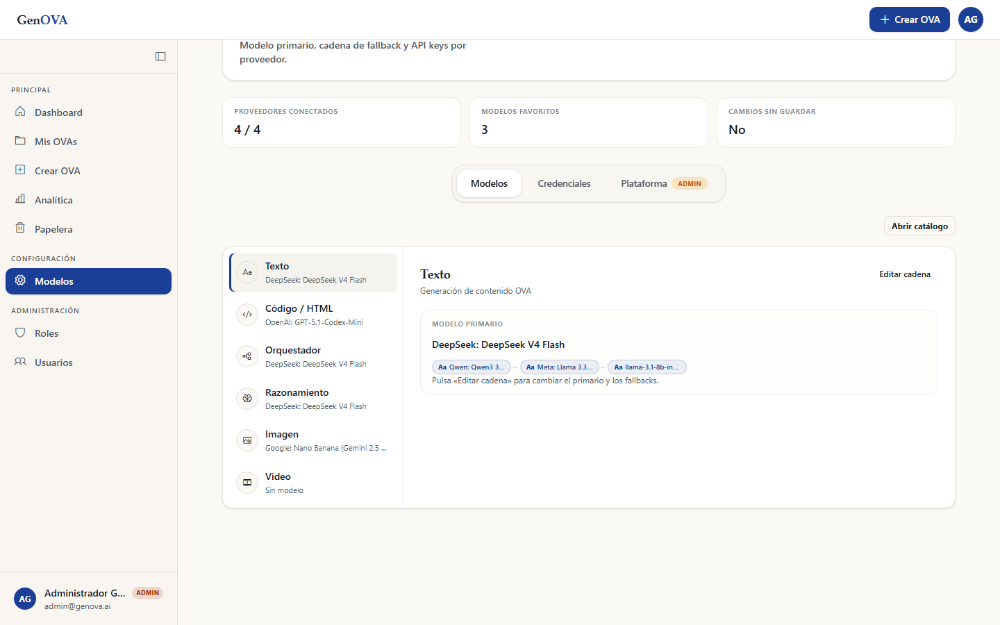 GenOVA
Crear OVA
AG
Modelo primario, cadena de fallback y API keys por
proveedor.
PRINCIPAL
Dashboard
Mis OVAs
Crear OVA
Analítica
Papelera
CONFIGURACIÓN
Modelos
ADMINISTRACIÓN
Roles
Usuarios
AG
Administrador G...
ADMIN
admin@genova.ai
PROVEEDORES CONECTADOS
4 / 4
MODELOS FAVORITOS
3
CAMBIOS SIN GUARDAR
No
Modelos
Credenciales
Plataforma ADMIN
Abrir catálogo
Aa
Texto
DeepSeek: DeepSeek V4 Flash
Código / HTML
OpenAI: GPT-5.1-Codex-Mini
Orquestador
DeepSeek: DeepSeek V4 Flash
Razonamiento
DeepSeek: DeepSeek V4 Flash
Imagen
Google: Nano Banana (Gemini 2.5 ...
Video
Sin modelo
Texto
Editar cadena
Generación de contenido OVA
MODELO PRIMARIO
DeepSeek: DeepSeek V4 Flash
Aa Qwen: Qwen3 3... – Aa Meta: Llama 3.3... – Aa llama-3.1-8b-in...
Pulsa «Editar cadena» para cambiar el primario y los fallbacks.